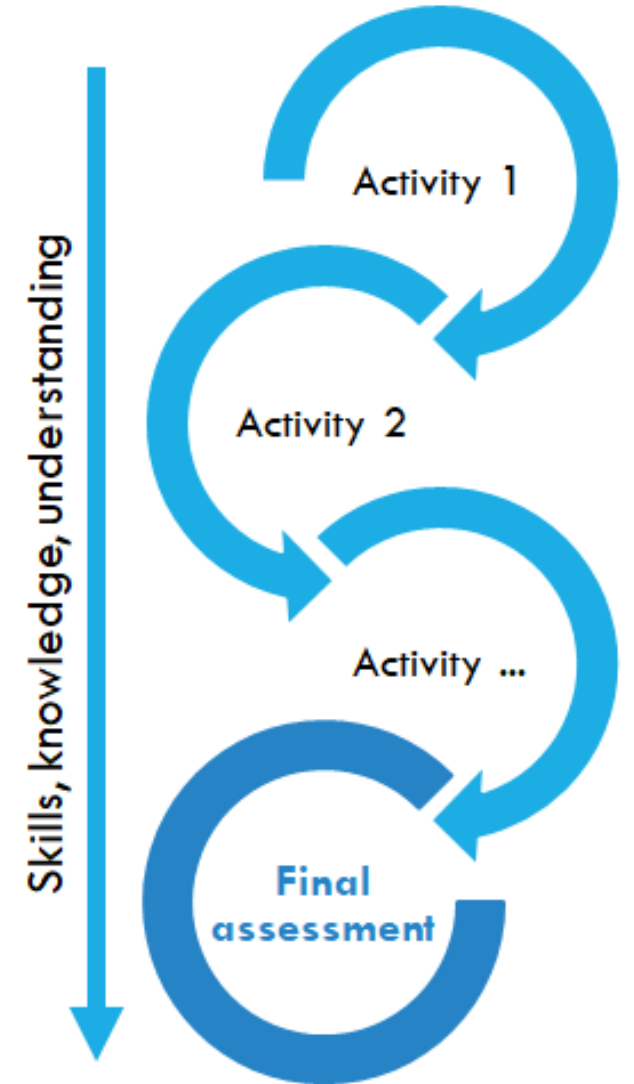 Skills, knowledge, understanding
Activity 1
Activity 2
Activity ...
Final
assessment